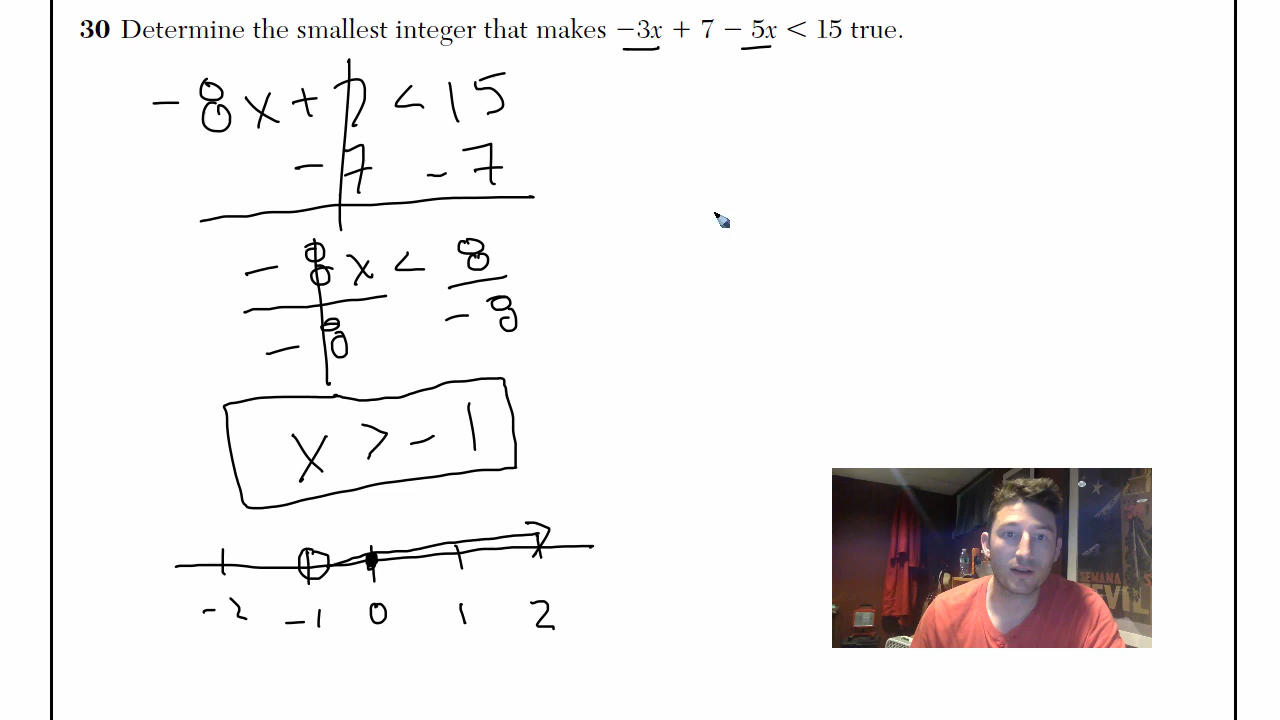 30 Determine the smallest integer that makes −3x + 7 − 5x < 15 true.
- 8x + 7 < 15
- 7 - 7
- 8x < 8
- 8 - 8
x > - 1
-2 -1 0 1 2
SEMANA